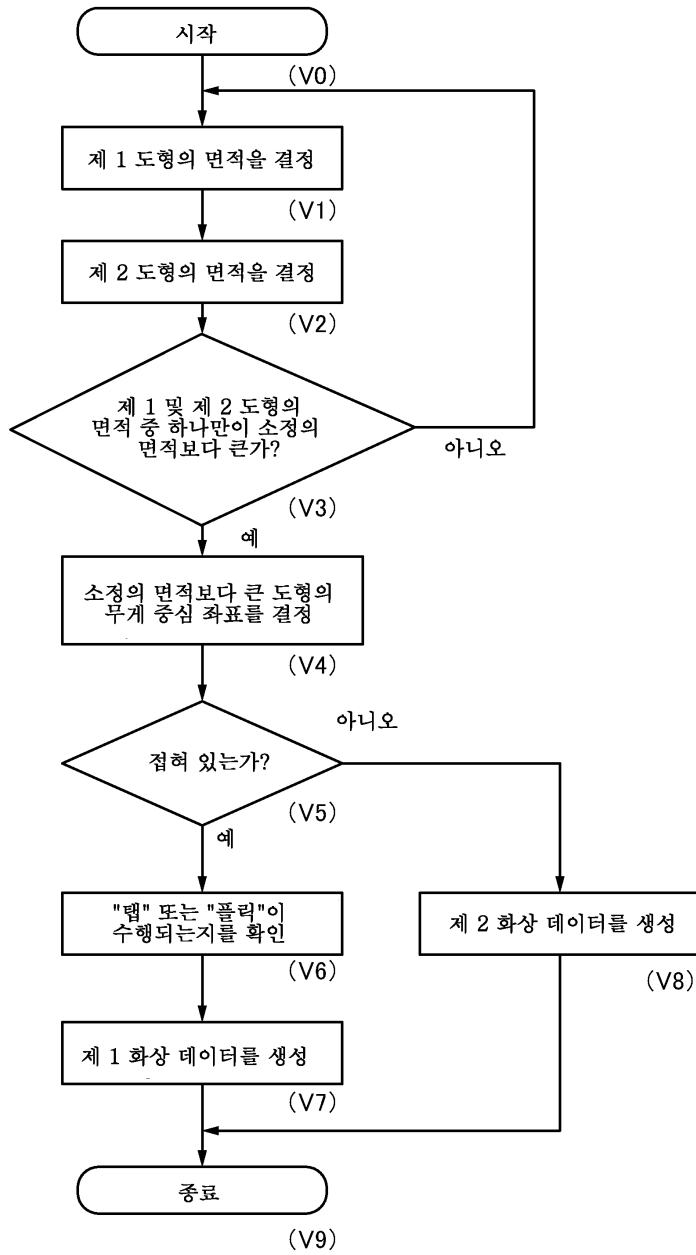 시작
(V0)
제 1 도형의 면적을 결정
(V1)
제 2 도형의 면적을 결정
(V2)
제 1 및 제 2 도형의
면적 중 하나만이 소정의
면적보다 큰가?
아니오
(V3)
예
소정의 면적보다 큰 도형의
무게 중심 좌표를 결정
(V4)
아니오
접혀 있는가?
(V5)
예
"탭" 또는 "플릭"이
수행되는지를 확인
(V6)
제 2 화상 데이터를 생성
(V8)
제 1 화상 데이터를 생성
(V7)
종료
(V9)